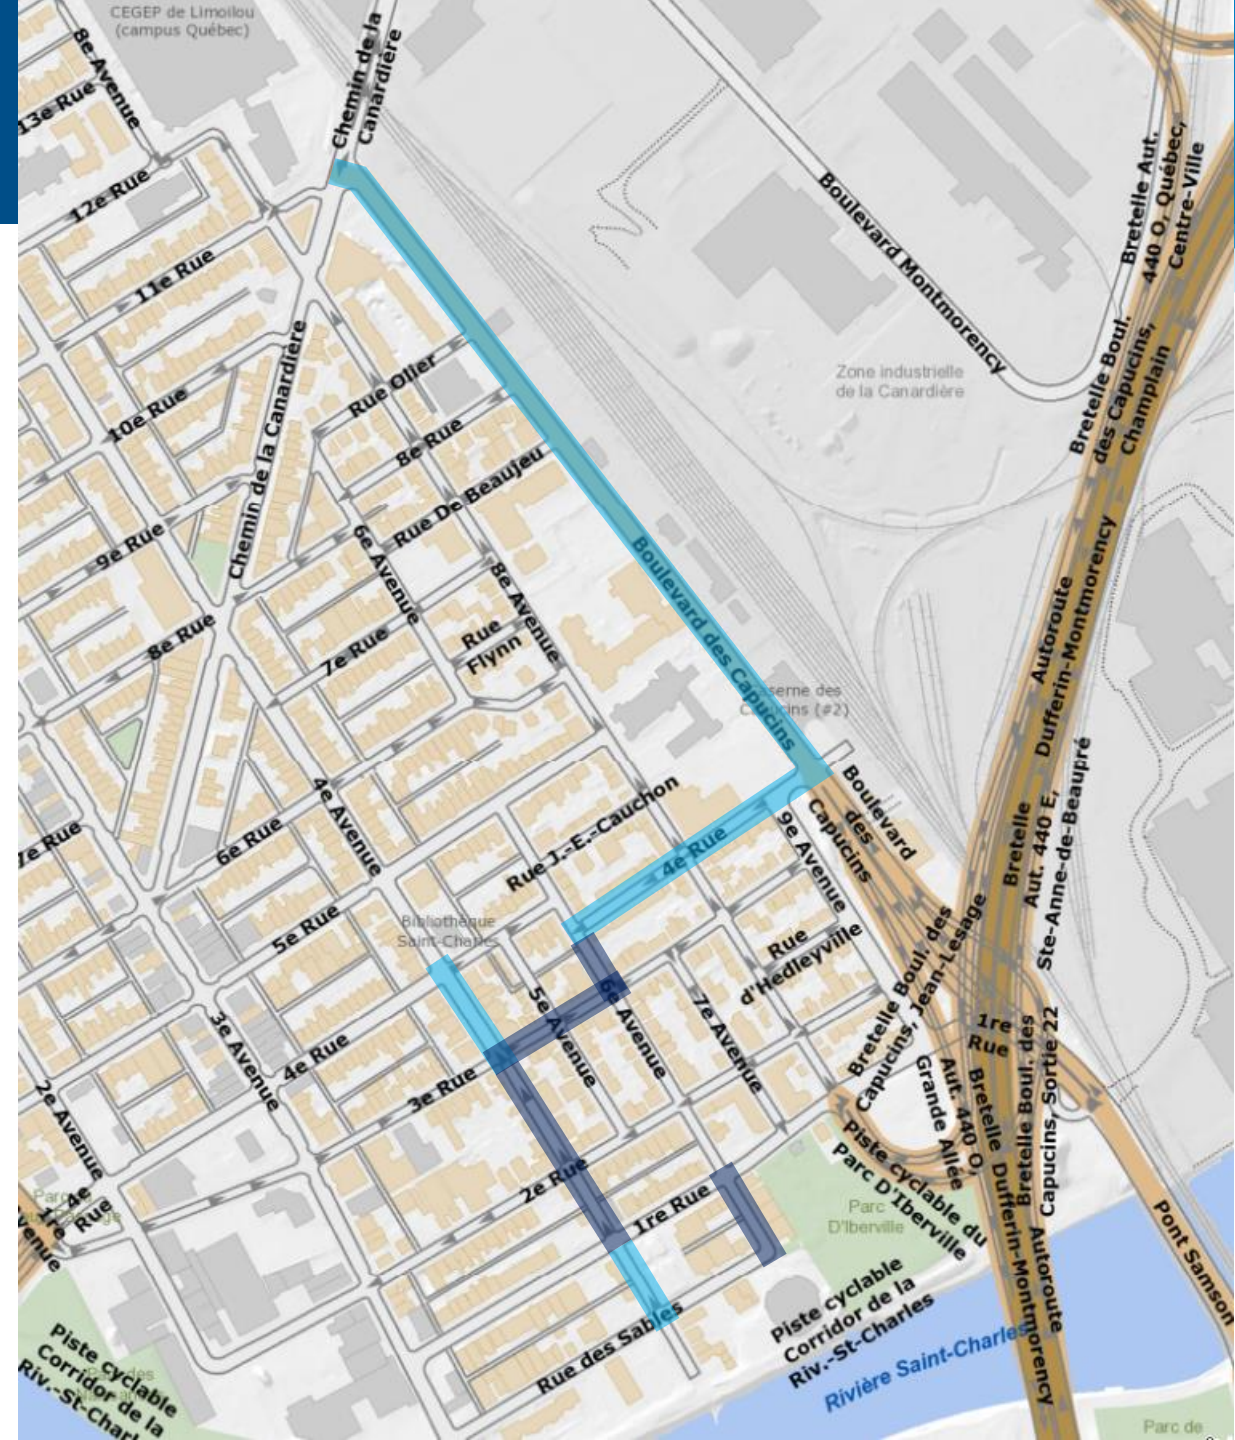 CEGEP de Limoilou
(campus Québec)
8e Avenue
13e Rue
12e Rue
Chemin de la
Canardière
11e Rue
10e Rue
Chemin de la Canardière
Rue Olier
8e Rue
Rue De Beaujeu
9e Rue
6e Avenue
8e Avenue
8e Rue
7e Rue
Rue
Flynn
Boulevard Montmorency
Zone industrielle
de la Canardière
Bretelle Aut.
440 O, Québec,
Centre-Ville
Bretelle Boul.
des Capucins,
Champlain
Autoroute
Dufferin-Montmorency
Boulevard des Capucins
Caserne des
Capucins (#2)
Boulevard
des
Capucins
Bretelle
Aut. 440 E,
Ste-Anne-de-Beaupré
4e Avenue
6e Rue
7e Rue
Rue J.-E.-Cauchon
4e Rue
9e Avenue
5e Rue
Bibliothèque
Saint-Charles
Rue
d'Hedleyville
Bretelle Boul. des
Capucins, Jean-Lesage
5e Avenue
6e Avenue
7e Avenue
3e Avenue
4e Rue
3e Rue
2e Avenue
2e Rue
1re Rue
1re
Rue
Grande Allée
Aut. 440 O,
Bretelle Dufferin-Montmorency
Bretelle Boul. des
Capucins, Sortie 22
Autoroute
Piste cyclable du
Parc D'Iberville
Parc
D'Iberville
Pont Samson
Rue
1re
Rue des Sables
Piste cyclable
Corridor de la
Riv.-St-Charles
Rivière Saint-Charles
Piste cyclable
Corridor de la
Parc de